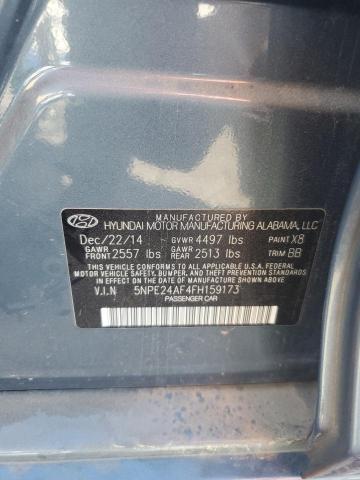 MANUFACTURED BY
HYUNDAI MOTOR MANUFACTURING ALABAMA, LLC
Dec/22/14 GVWR 4497 lbs PAINT X8
GAWR FRONT 2557 lbs GAWR REAR 2513 lbs TRIM BB
THIS VEHICLE CONFORMS TO ALL APPLICABLE U.S. FEDERAL
MOTOR VEHICLE SAFETY, BUMPER, AND THEFT PREVENTION
STANDARDS IN EFFECT ON THE DATE OF MANUFACTURE SHOWN ABOVE.
V.I.N 5NPE24AF4FH159173
PASSENGER CAR